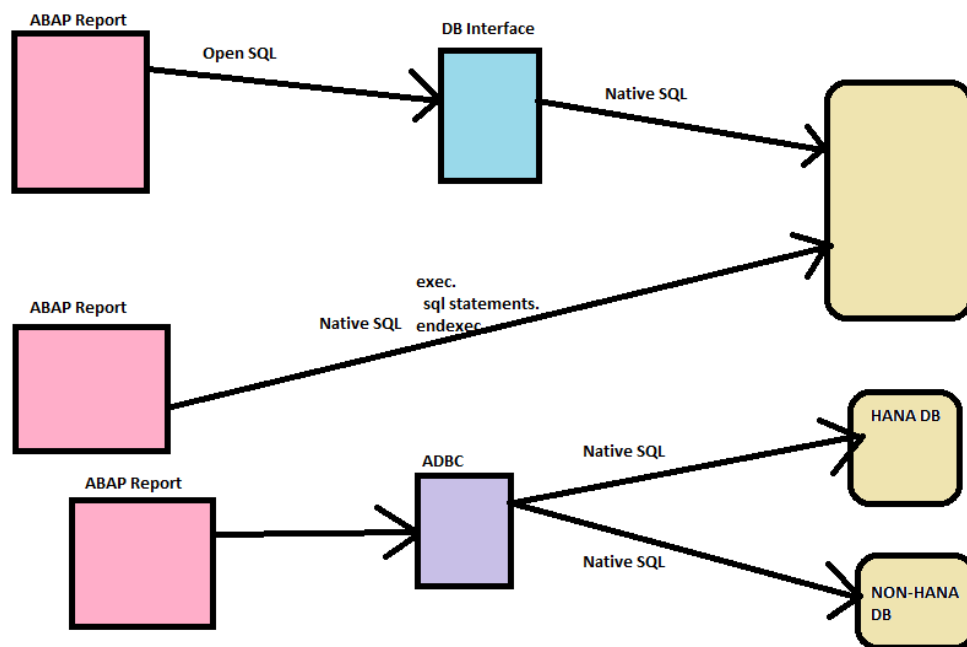 ABAP Report
DB Interface
Open SQL
Native SQL
exec.
sql statements.
endexec
ABAP Report
Native SQL
HANA DB
Native SQL
ADBC
ABAP Report
Native SQL
NON-HANA
DB